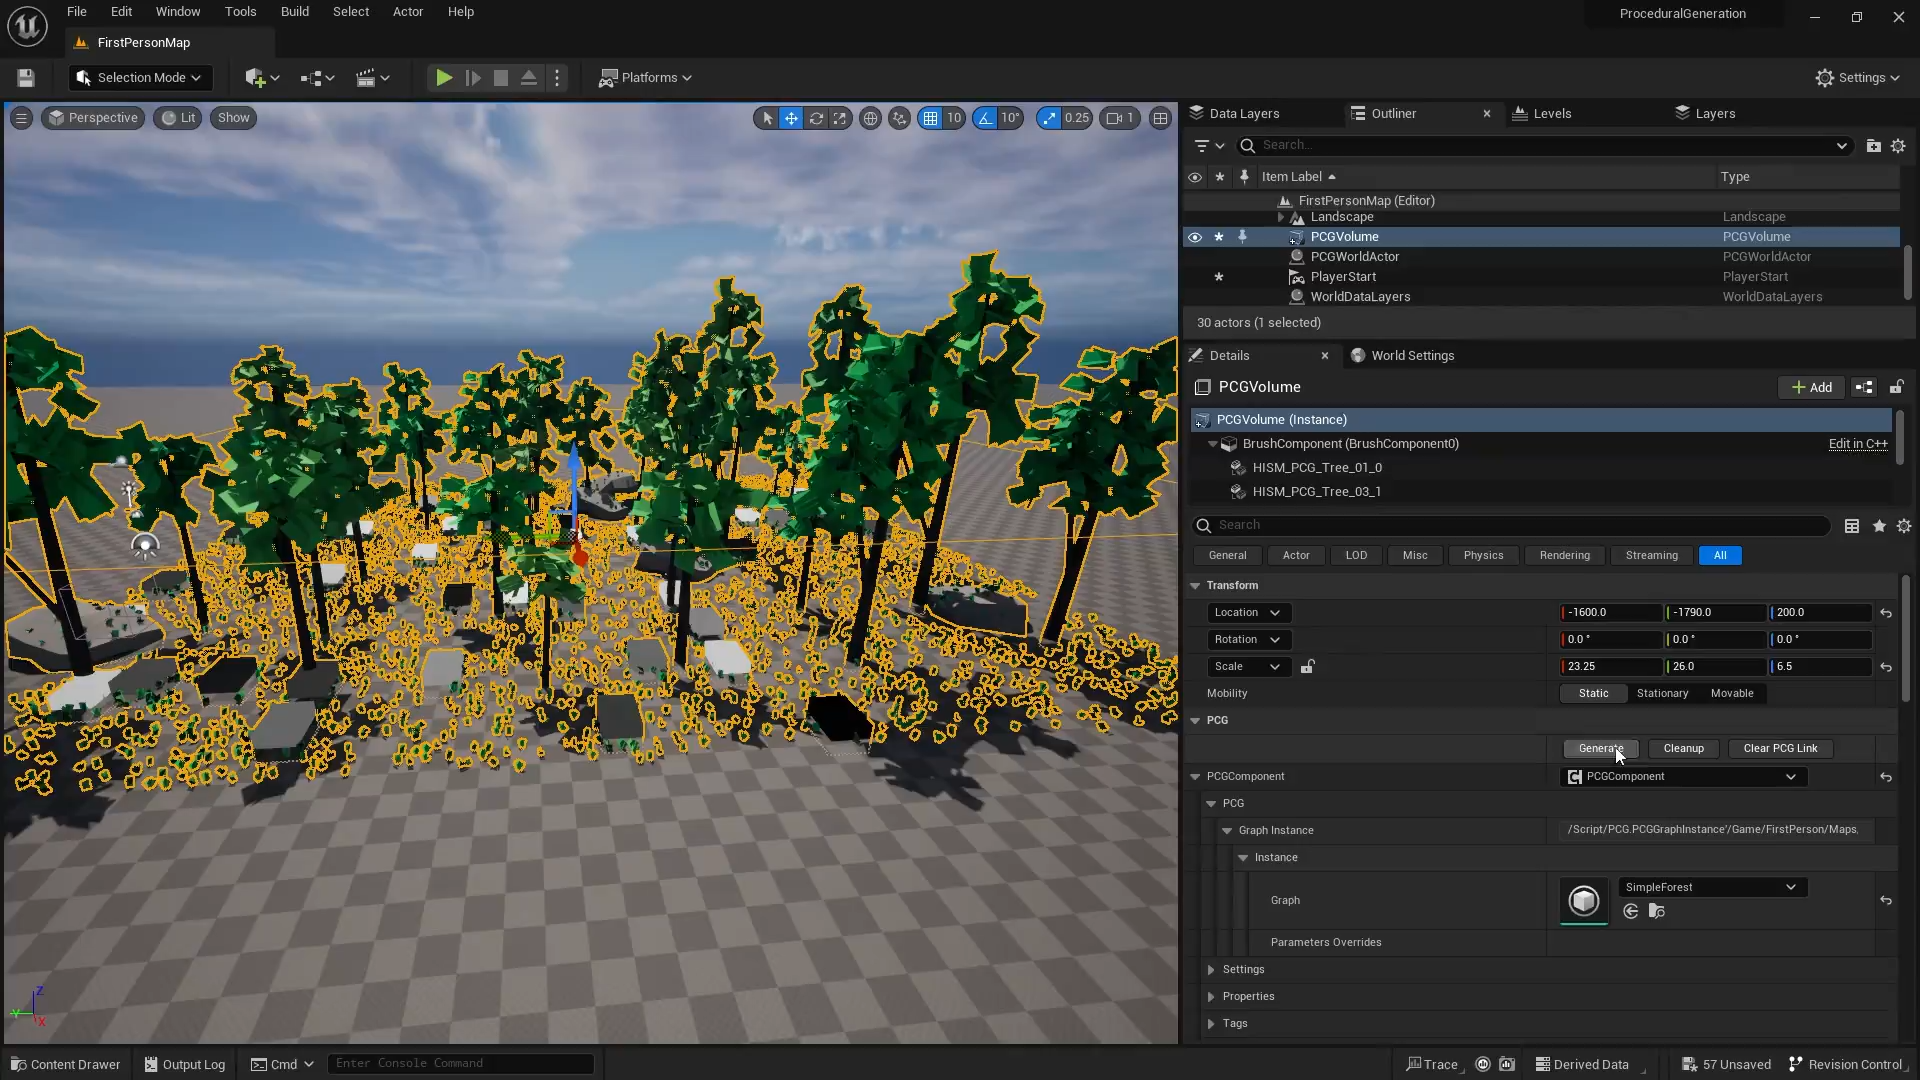 File Edit Window Tools Build Select Actor Help
ProceduralGeneration
FirstPersonMap
Selection Mode
Platforms
Settings
Perspective Lit Show
10 10° 0.25 1
Data Layers Outliner Levels Layers
Search...
Item Label Type
FirstPersonMap (Editor)
Landscape Landscape
PCGVolume PCGVolume
PCGWorldActor PCGWorldActor
PlayerStart PlayerStart
WorldDataLayers WorldDataLayers
30 actors (1 selected)
Details World Settings
PCGVolume
+ Add
PCGVolume (Instance)
BrushComponent (BrushComponent0) Edit in C++
HISM_PCG_Tree_01_0
HISM_PCG_Tree_03_1
Search
General Actor LOD Misc Physics Rendering Streaming All
Transform
Location -1600.0 -1790.0 200.0
Rotation 0.0° 0.0° 0.0°
Scale 23.25 26.0 6.5
Mobility Static Stationary Movable
PCG
Generate Cleanup Clear PCG Link
PCGComponent PCGComponent
PCG
Graph Instance /Script/PCG.PCGGraphInstance'/Game/FirstPerson/Maps.
Instance
Graph SimpleForest
Parameters Overrides
Settings
Properties
Tags
Z
Y
X
Content Drawer Output Log Cmd Enter Console Command Trace Derived Data 57 Unsaved Revision Control